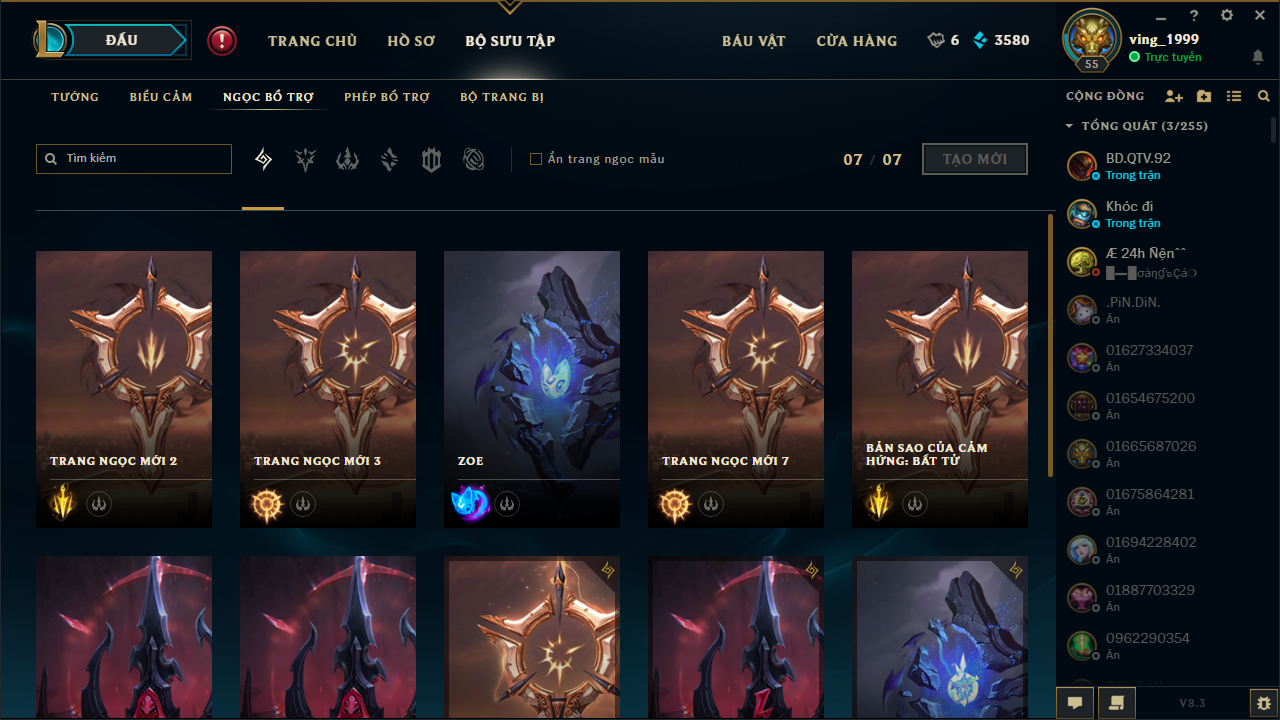 ĐẤU
TRANG CHỦ
HỒ SƠ
BỘ SƯU TẬP
BÁU VẬT
CỬA HÀNG
6
3580
55
ving_1999
Trực tuyến
TƯỚNG
BIỂU CẢM
NGỌC BỔ TRỢ
PHÉP BỔ TRỢ
BỘ TRANG BỊ
CỘNG ĐỒNG
TỔNG QUÁT (3/255)
Tìm kiếm
Ẩn trang ngọc mẫu
07 / 07
TẠO MỚI
BD.QTV.92
Trong trận
Khóc đi
Trong trận
Æ 24h Ñện
.PiN.DiN.
Ẩn
01627334037
Ẩn
01654675200
Ẩn
01665687026
Ẩn
01675864281
Ẩn
01694228402
Ẩn
01887703329
Ẩn
0962290354
Ẩn
TRANG NGỌC MỚI 2
TRANG NGỌC MỚI 3
ZOE
TRANG NGỌC MỚI 7
BẢN SAO CỦA CẢM
HỨNG: BẤT TỬ
V8.3